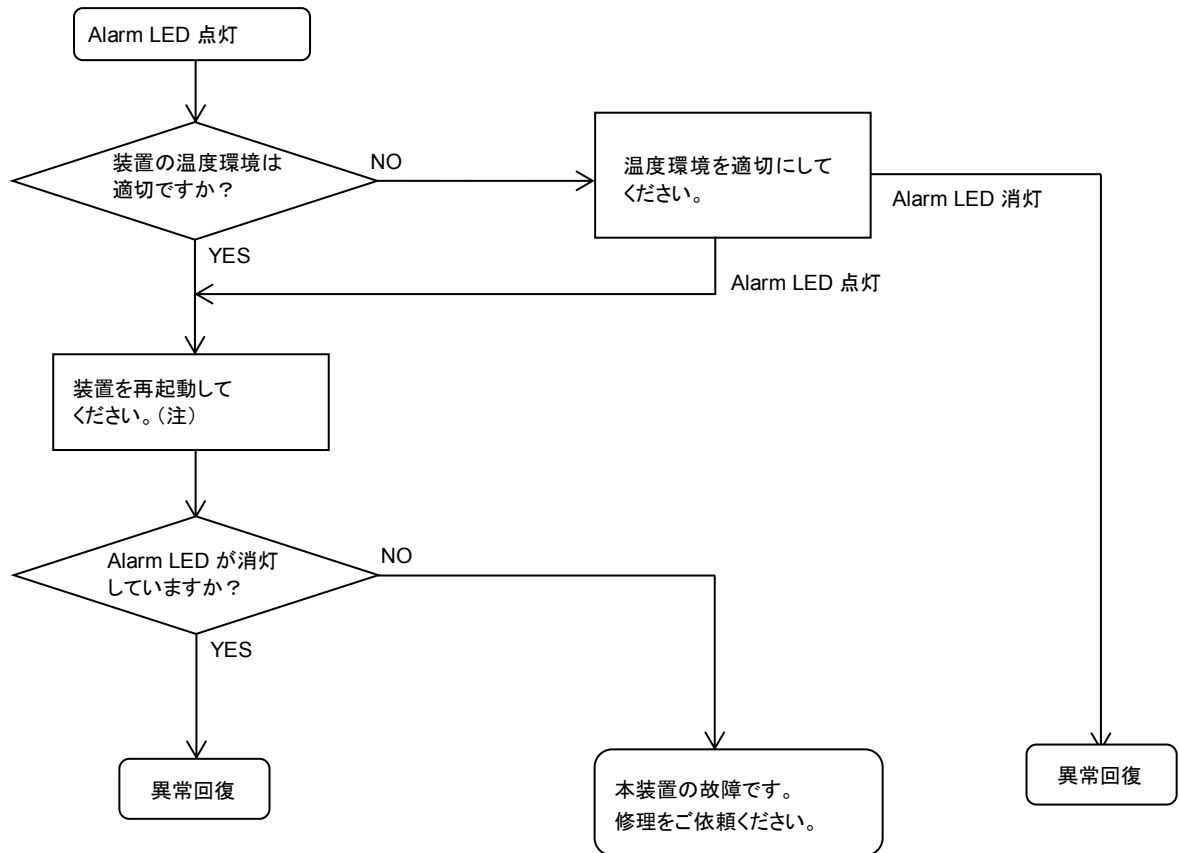 Alarm LED 点灯
装置の温度環境は
適切ですか？
NO
温度環境を適切にして
ください。
Alarm LED 消灯
YES
Alarm LED 点灯
装置を再起動して
ください。（注）
Alarm LED が消灯
していますか？
NO
YES
異常回復
本装置の故障です。
修理をご依頼ください。
異常回復